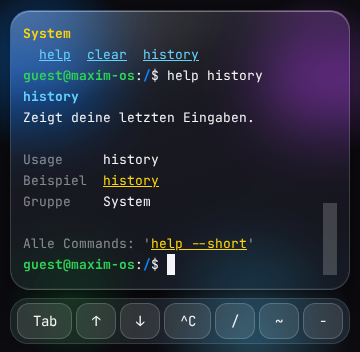 System
help clear history
guest@maxim-os:/$ help history
history
Zeigt deine letzten Eingaben.
Usage history
Beispiel history
Gruppe System
Alle Commands: 'help --short'
guest@maxim-os:/$
Tab ↑ ↓ ^C / ~ -